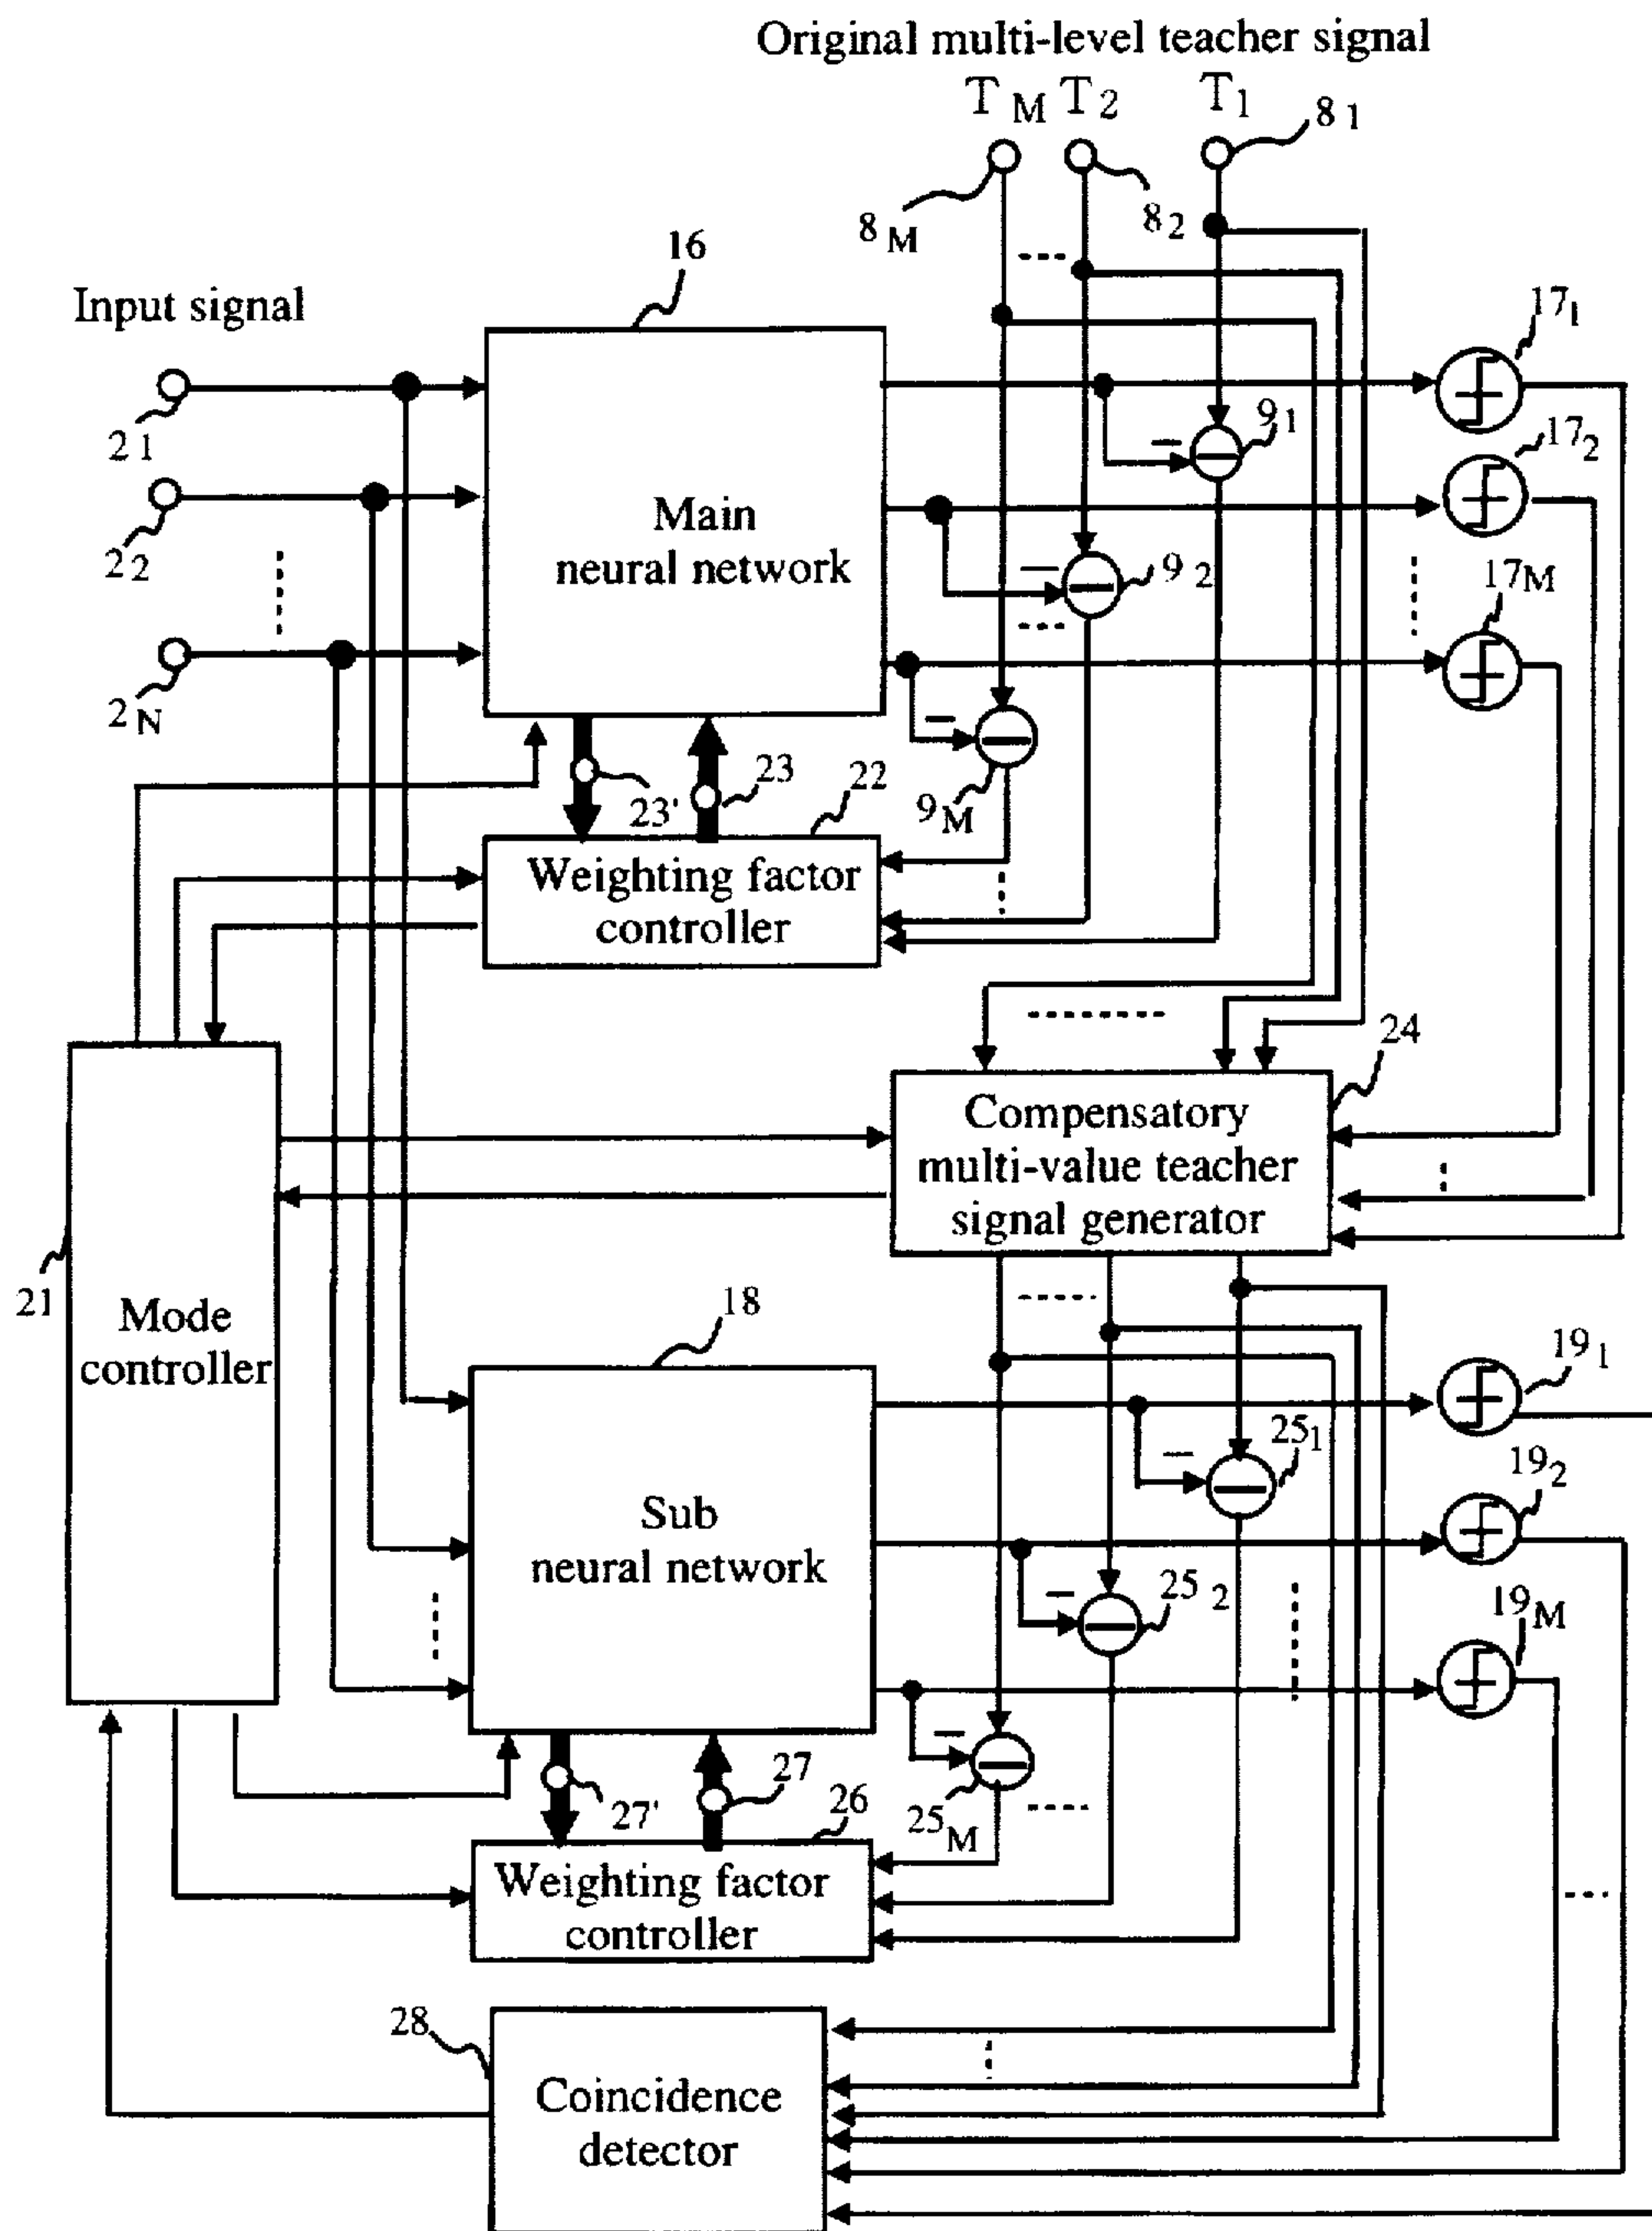 Original multi-level teacher signal
T M T 2 T 1
8 1
8 M
8 2
16
Input signal
17 1
2 1
9 1
17 2
Main
neural network
2 2
9 2
17 M
2 N
23'
23
22
9 M
Weighting factor
controller
24
Compensatory
multi-value teacher
signal generator
21
Mode
controller
18
19 1
25 1
19 2
Sub
neural network
25 2
19 M
27'
27
26
25 M
Weighting factor
controller
28
Coincidence
detector